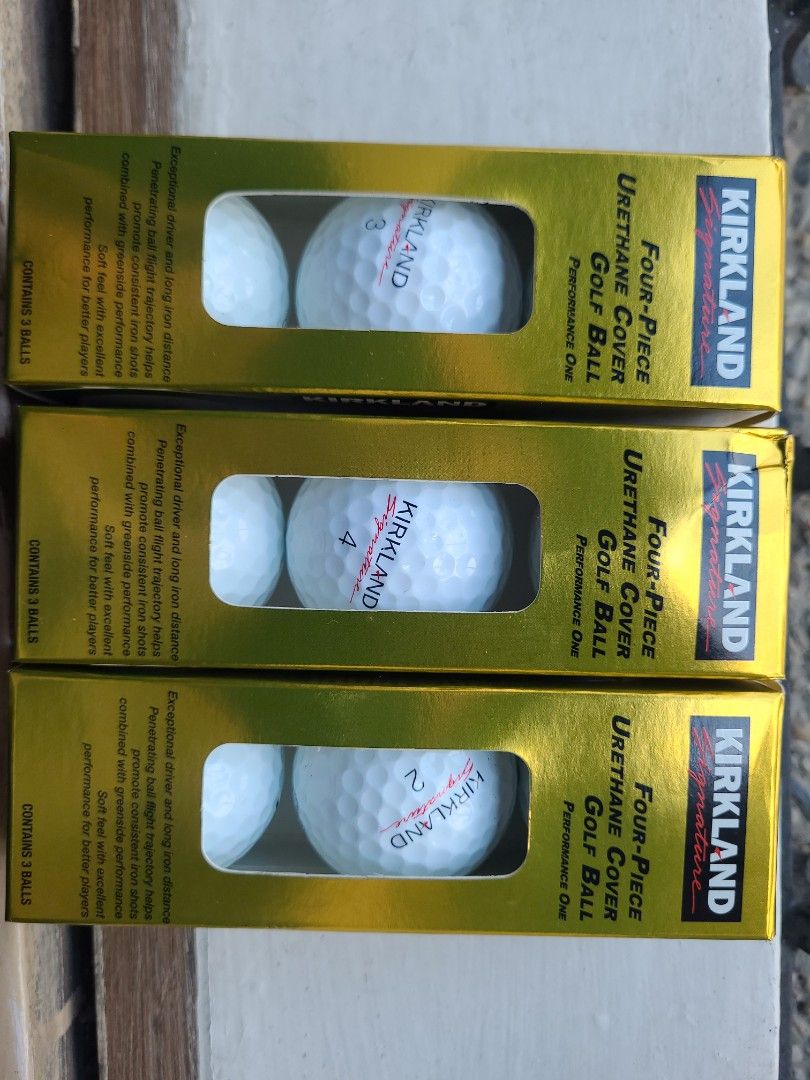 KIRKLAND
Signature
FOUR-PIECE
URETHANE COVER
GOLF BALL
PERFORMANCE ONE
KIRKLAND
Signature
3
Exceptional driver and long iron distance
Penetrating ball flight trajectory helps
promote consistent iron shots
combined with greenside performance
Soft feel with excellent
performance for better players
CONTAINS 3 BALLS
KIRKLAND
KIRKLAND
Signature
FOUR-PIECE
URETHANE COVER
GOLF BALL
PERFORMANCE ONE
KIRKLAND
Signature
4
Exceptional driver and long iron distance
Penetrating ball flight trajectory helps
promote consistent iron shots
combined with greenside performance
Soft feel with excellent
performance for better players
CONTAINS 3 BALLS
KIRKLAND
Signature
FOUR-PIECE
URETHANE COVER
GOLF BALL
PERFORMANCE ONE
KIRKLAND
Signature
2
Exceptional driver and long iron distance
Penetrating ball flight trajectory helps
promote consistent iron shots
combined with greenside performance
Soft feel with excellent
performance for better players
CONTAINS 3 BALLS